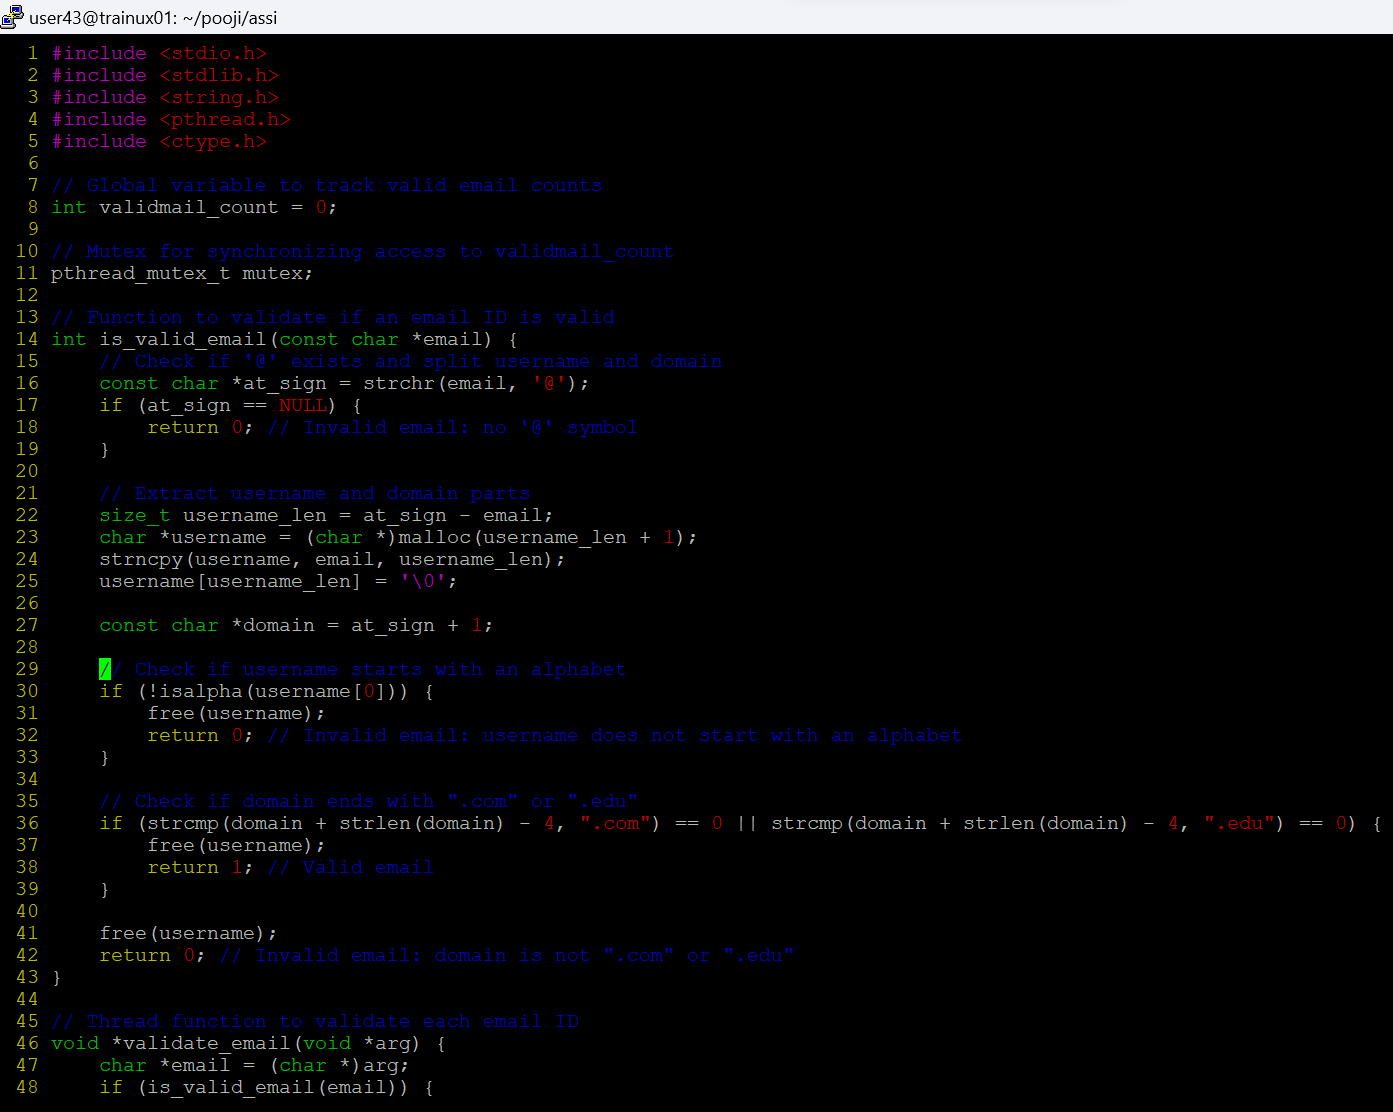 user43@trainux01: ~/pooji/assi
1 #include <stdio.h>
2 #include <stdlib.h>
3 #include <string.h>
4 #include <pthread.h>
5 #include <ctype.h>
6
7 // Global variable to track valid email counts
8 int validmail_count = 0;
9
10 // Mutex for synchronizing access to validmail_count
11 pthread_mutex_t mutex;
12
13 // Function to validate if an email ID is valid
14 int is_valid_email(const char *email) {
15     // Check if '@' exists and split username and domain
16     const char *at_sign = strchr(email, '@');
17     if (at_sign == NULL) {
18         return 0; // Invalid email: no '@' symbol
19     }
20
21     // Extract username and domain parts
22     size_t username_len = at_sign - email;
23     char *username = (char *)malloc(username_len + 1);
24     strncpy(username, email, username_len);
25     username[username_len] = '\0';
26
27     const char *domain = at_sign + 1;
28
29     // Check if username starts with an alphabet
30     if (!isalpha(username[0])) {
31         free(username);
32         return 0; // Invalid email: username does not start with an alphabet
33     }
34
35     // Check if domain ends with ".com" or ".edu"
36     if (strcmp(domain + strlen(domain) - 4, ".com") == 0 || strcmp(domain + strlen(domain) - 4, ".edu") == 0) {
37         free(username);
38         return 1; // Valid email
39     }
40
41     free(username);
42     return 0; // Invalid email: domain is not ".com" or ".edu"
43 }
44
45 // Thread function to validate each email ID
46 void *validate_email(void *arg) {
47     char *email = (char *)arg;
48     if (is_valid_email(email)) {